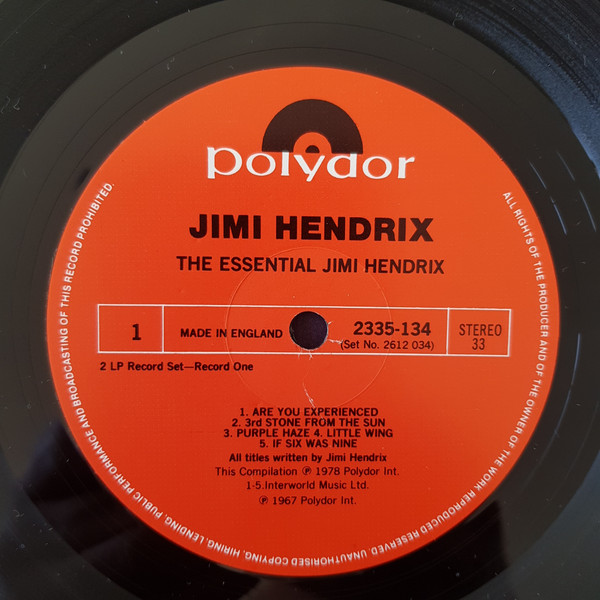 polydor
JIMI HENDRIX
THE ESSENTIAL JIMI HENDRIX
1
MADE IN ENGLAND
2335-134
(Set No. 2612 034)
STEREO
33
2 LP Record Set—Record One
1. ARE YOU EXPERIENCED
2. 3rd STONE FROM THE SUN
3. PURPLE HAZE 4. LITTLE WING
5. IF SIX WAS NINE
All titles written by Jimi Hendrix
This Compilation ℗ 1978 Polydor Int.
1-5.Interworld Music Ltd.
℗ 1967 Polydor Int.
ALL RIGHTS OF THE PRODUCER AND OF THE OWNER OF THE WORK REPRODUCED RESERVED. UNAUTHORISED COPYING, HIRING, LENDING, PUBLIC PERFORMANCE AND BROADCASTING OF THIS RECORD PROHIBITED.